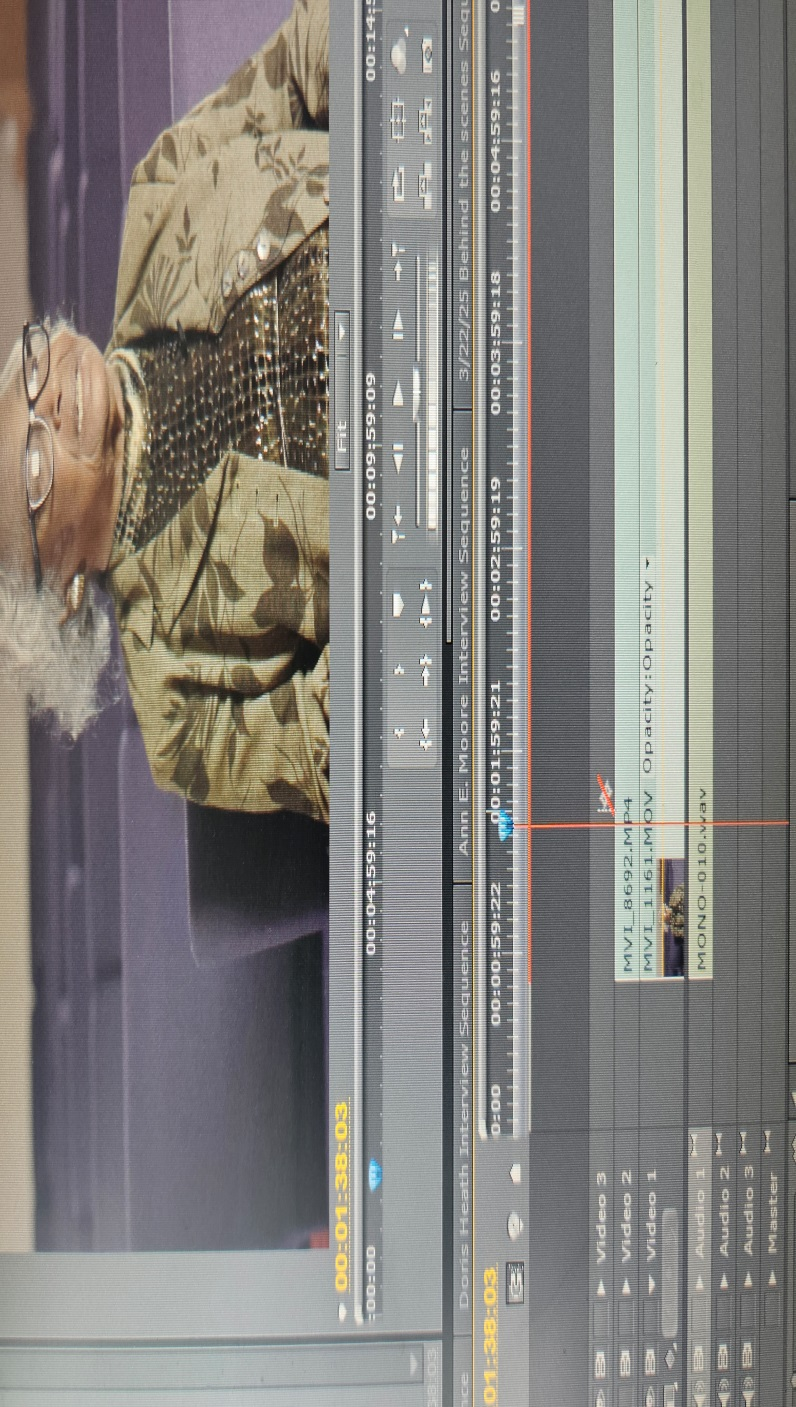 00:01:38:03
Fit
:00:00 00:04:59:16 00:09:59:09 00:14:
Doris Heath Interview Sequence Ann E. Moore Interview Sequence 3/22/25 Behind the scenes Sequ
01:38:03
0:00 00:00:59:22 00:01:59:21 00:02:59:19 00:03:59:18 00:04:59:16
Video 3
Video 2 MVI_8692.MP4
Video 1 MVI_1161.MOV Opacity:Opacity
Audio 1 MONO-010.wav
Audio 2
Audio 3
Master